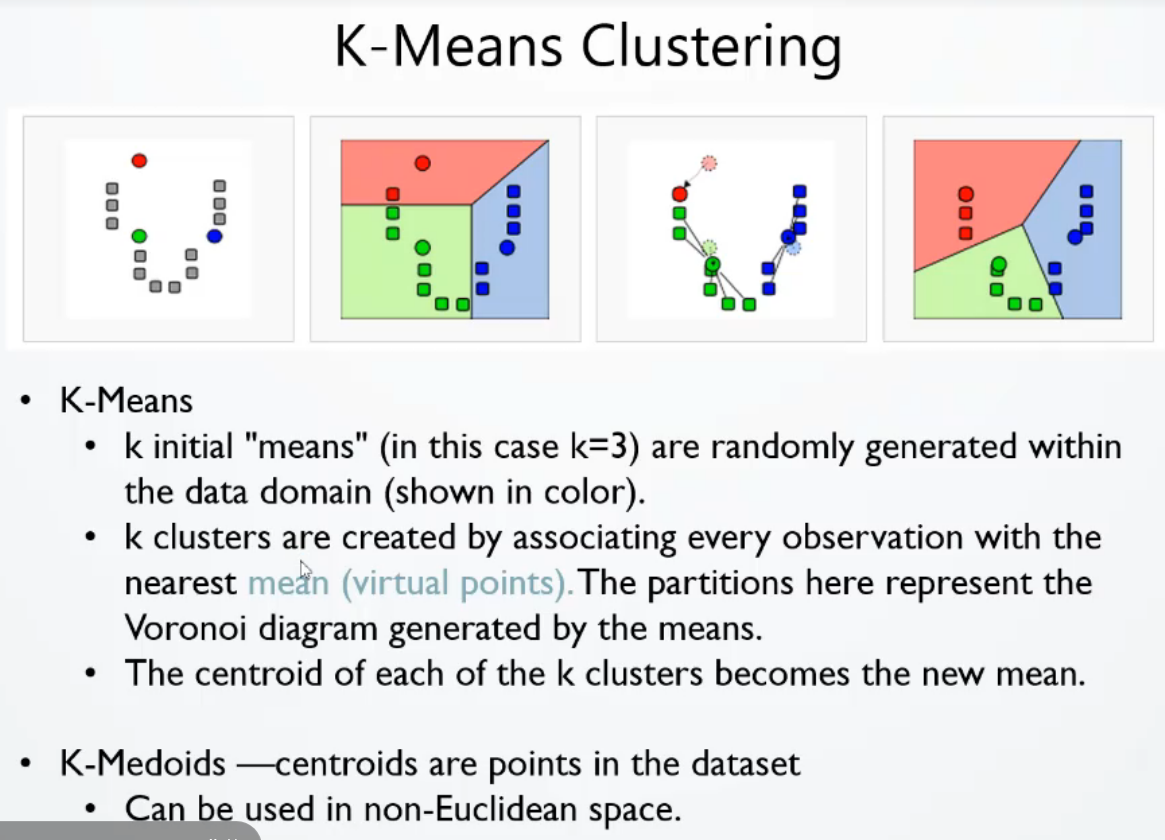 K-Means Clustering
• K-Means
• k initial "means" (in this case k=3) are randomly generated within
the data domain (shown in color).
• k clusters are created by associating every observation with the
nearest mean (virtual points). The partitions here represent the
Voronoi diagram generated by the means.
• The centroid of each of the k clusters becomes the new mean.
• K-Medoids —centroids are points in the dataset
• Can be used in non-Euclidean space.